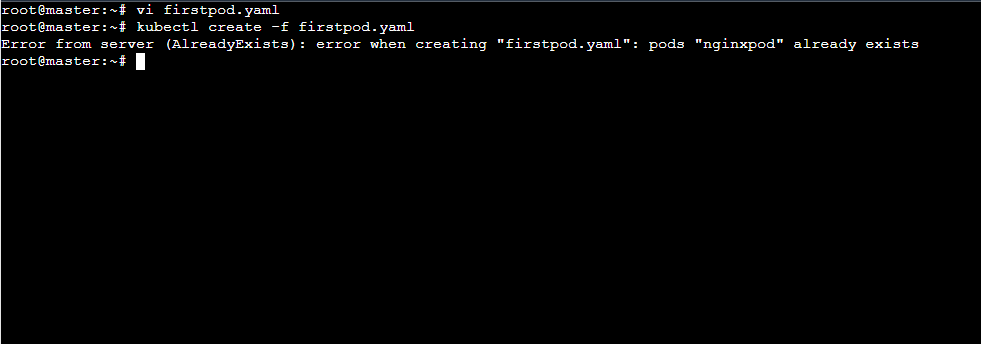 root@master:~# vi firstpod.yaml
root@master:~# kubectl create -f firstpod.yaml
Error from server (AlreadyExists): error when creating "firstpod.yaml": pods "nginxpod" already exists
root@master:~#